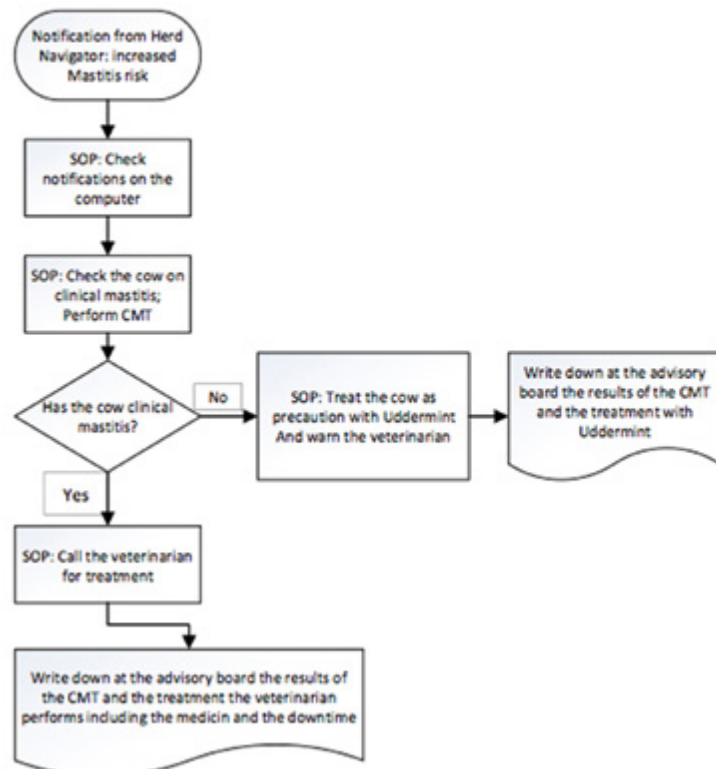 Notification from Herd
Navigator: increased
Mastitis risk
SOP: Check
notifications on the
computer
SOP: Check the cow on
clinical mastitis;
Perform CMT
Has the cow clinical
mastitis?
No
SOP: Treat the cow as
precaution with Uddermint
And warn the veterinarian
Write down at the advisory
board the results of the CMT
and the treatment with
Uddermint
Yes
SOP: Call the veterinarian
for treatment
Write down at the advisory board the results of
the CMT and the treatment the veterinarian
performs including the medicin and the downtime